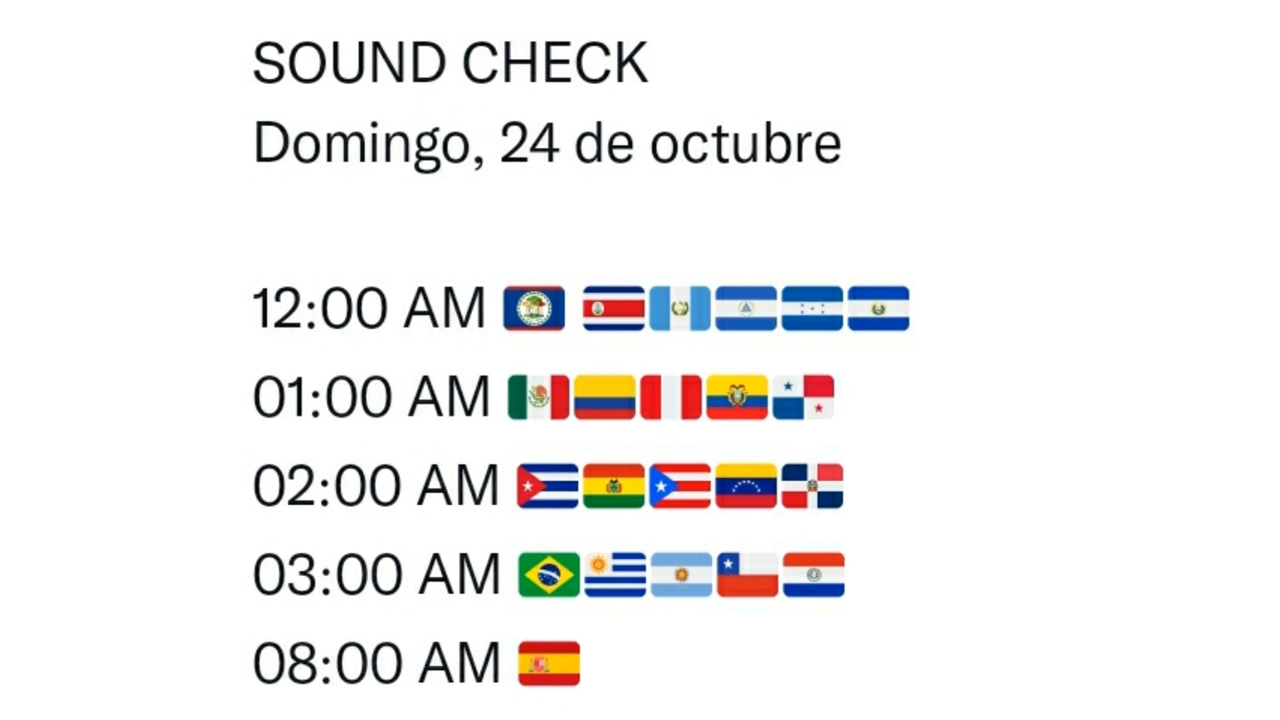 SOUND CHECK
Domingo, 24 de octubre
12:00 AM 🇧🇿 🇨🇷🇬🇹🇳🇮🇭🇳🇸🇻
01:00 AM 🇲🇽🇨🇴🇵🇪🇪🇨🇵🇦
02:00 AM 🇨🇺🇧🇴🇵🇷🇻🇪🇩🇴
03:00 AM 🇧🇷🇺🇾🇦🇷🇨🇱🇵🇾
08:00 AM 🇪🇸